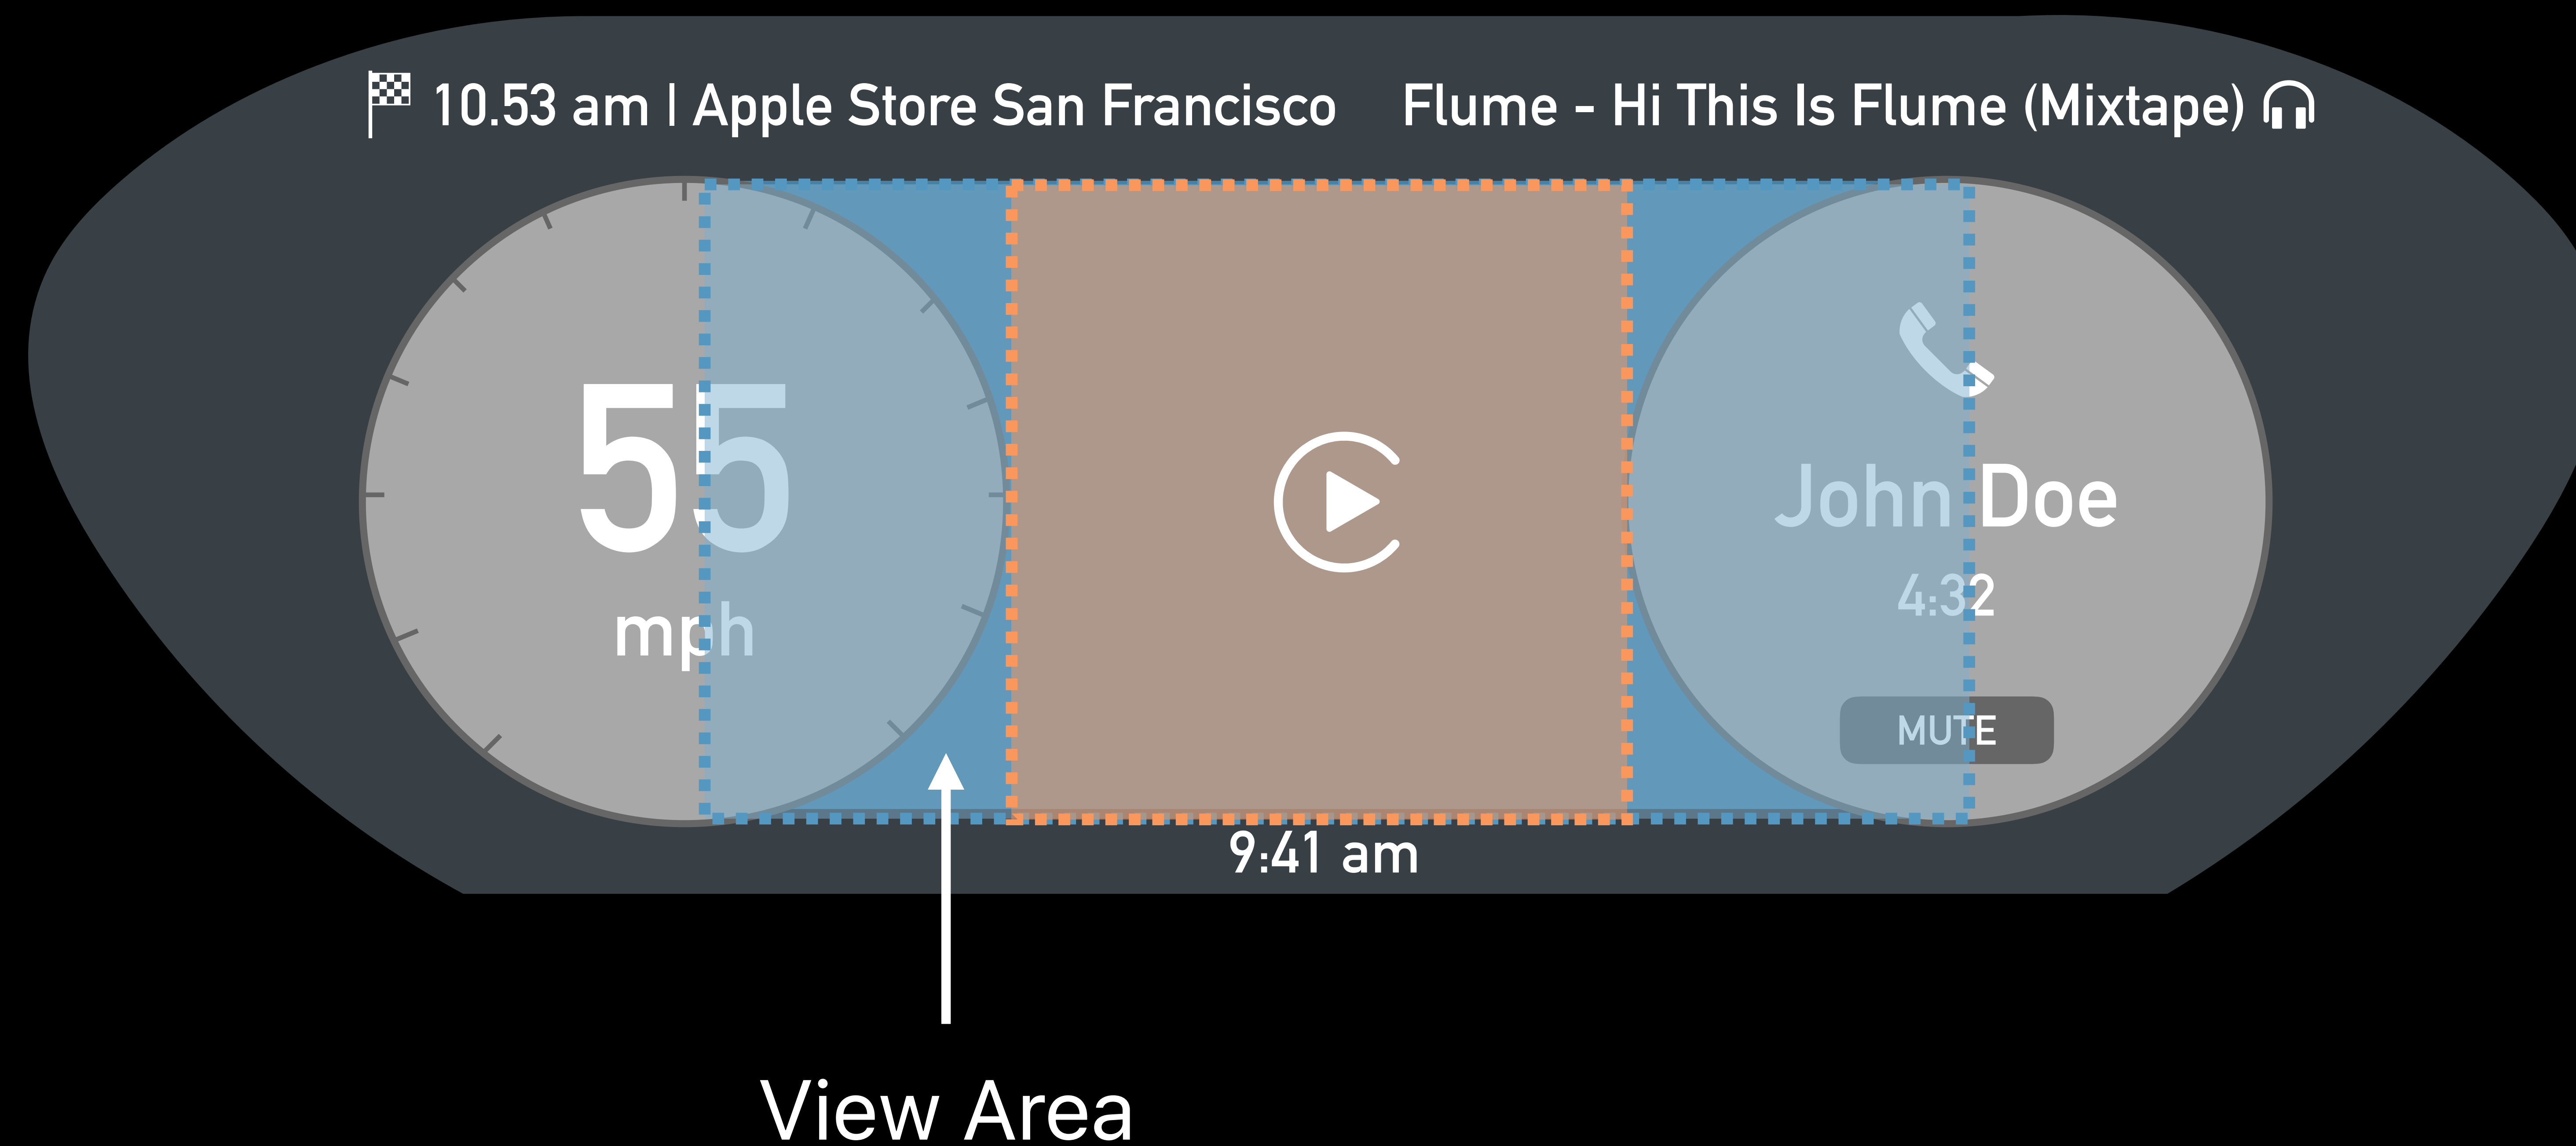 10.53 am | Apple Store San Francisco
Flume - Hi This Is Flume (Mixtape)
55
mph
John Doe
4:32
MUTE
9:41 am
View Area